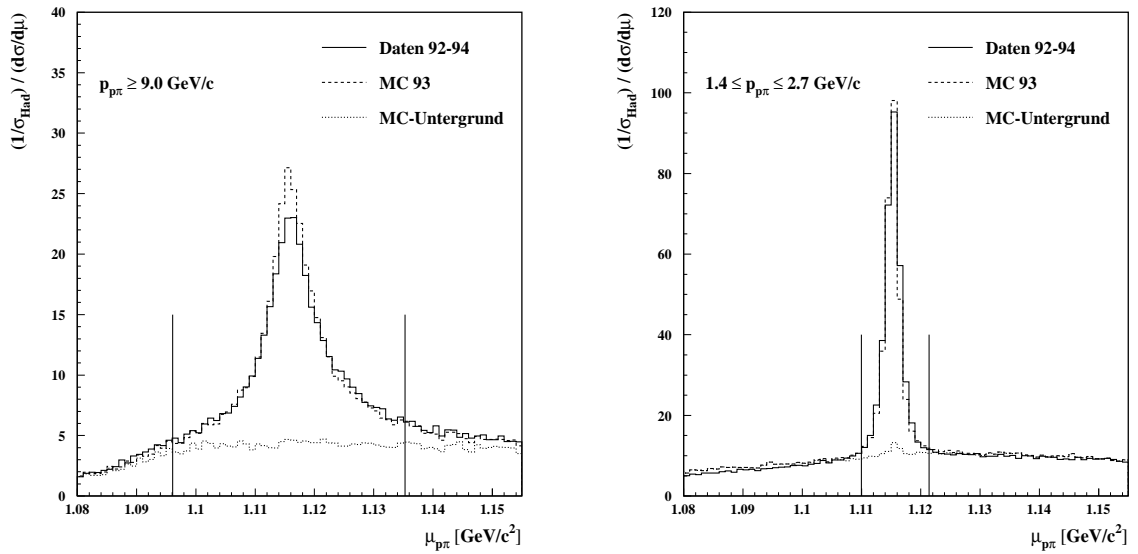 (1/σHad) / (dσ/dμ)
40
35
30
25
20
15
10
5
0
1.08
1.09
1.1
1.11
1.12
1.13
1.14
1.15
μpπ [GeV/c²]
ppπ ≥ 9.0 GeV/c
Daten 92-94
MC 93
MC-Untergrund
(1/σHad) / (dσ/dμ)
120
100
80
60
40
20
0
1.08
1.09
1.1
1.11
1.12
1.13
1.14
1.15
μpπ [GeV/c²]
1.4 ≤ ppπ ≤ 2.7 GeV/c
Daten 92-94
MC 93
MC-Untergrund